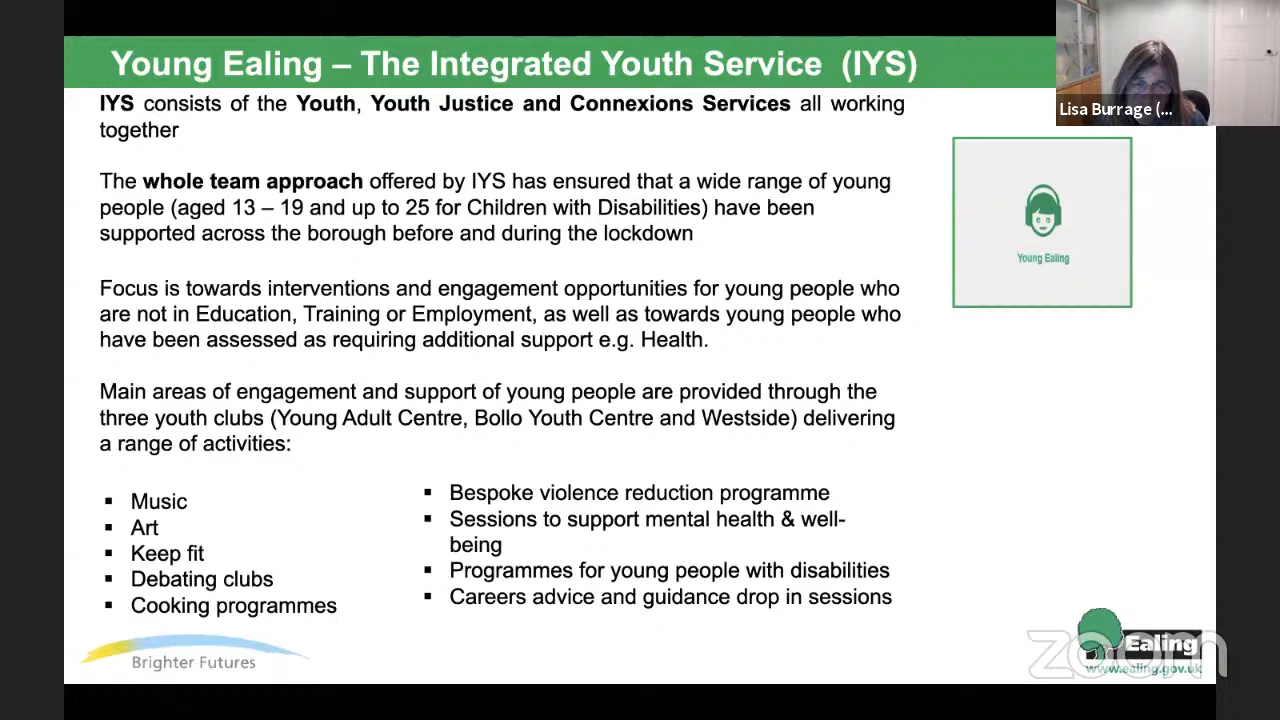 Young Ealing – The Integrated Youth Service (IYS)
Lisa Burrage (...
IYS consists of the Youth, Youth Justice and Connexions Services all working
together
The whole team approach offered by IYS has ensured that a wide range of young
people (aged 13 – 19 and up to 25 for Children with Disabilities) have been
supported across the borough before and during the lockdown
Young Ealing
Focus is towards interventions and engagement opportunities for young people who
are not in Education, Training or Employment, as well as towards young people who
have been assessed as requiring additional support e.g. Health.
Main areas of engagement and support of young people are provided through the
three youth clubs (Young Adult Centre, Bollo Youth Centre and Westside) delivering
a range of activities:
▪ Music
▪ Art
▪ Keep fit
▪ Debating clubs
▪ Cooking programmes
▪ Bespoke violence reduction programme
▪ Sessions to support mental health & well-
being
▪ Programmes for young people with disabilities
▪ Careers advice and guidance drop in sessions
Brighter Futures
Ealing
www.ealing.gov.uk
zoom